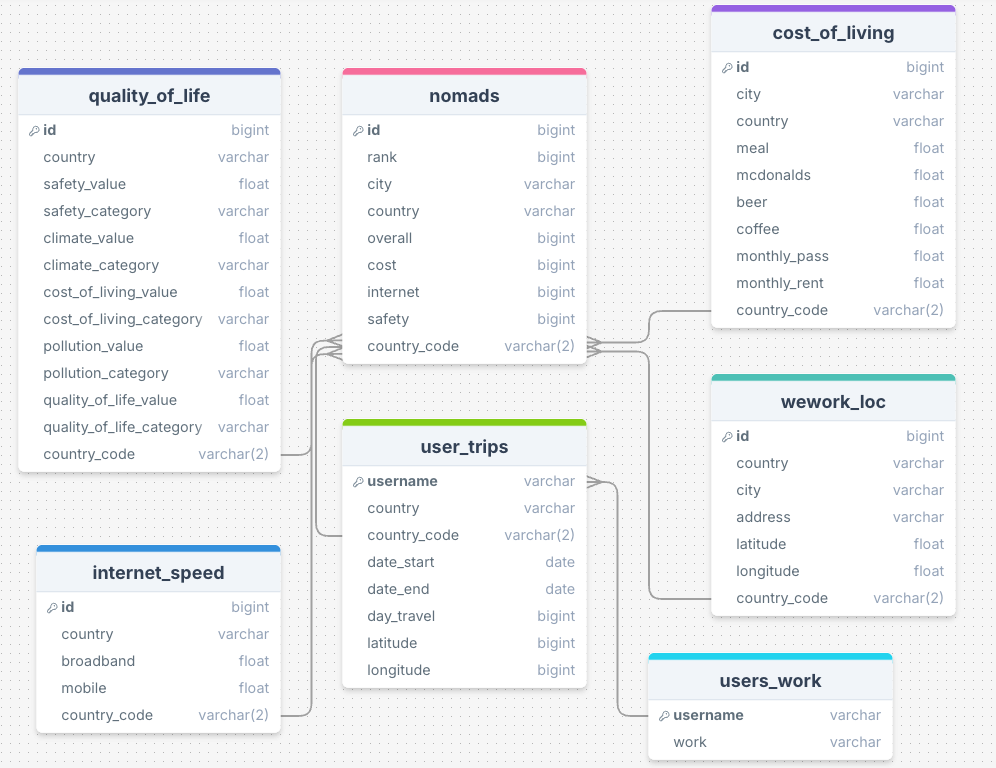 cost_of_living
id bigint
city varchar
country varchar
meal float
mcdonalds float
beer float
coffee float
monthly_pass float
monthly_rent float
country_code varchar(2)
quality_of_life
id bigint
country varchar
safety_value float
safety_category varchar
climate_value float
climate_category varchar
cost_of_living_value float
cost_of_living_category varchar
pollution_value float
pollution_category varchar
quality_of_life_value float
quality_of_life_category varchar
country_code varchar(2)
nomads
id bigint
rank bigint
city varchar
country varchar
overall bigint
cost bigint
internet bigint
safety bigint
country_code varchar(2)
wework_loc
id bigint
country varchar
city varchar
address varchar
latitude float
longitude float
country_code varchar(2)
user_trips
username varchar
country varchar
country_code varchar(2)
date_start date
date_end date
day_travel bigint
latitude bigint
longitude bigint
internet_speed
id bigint
country varchar
broadband float
mobile float
country_code varchar(2)
users_work
username varchar
work varchar